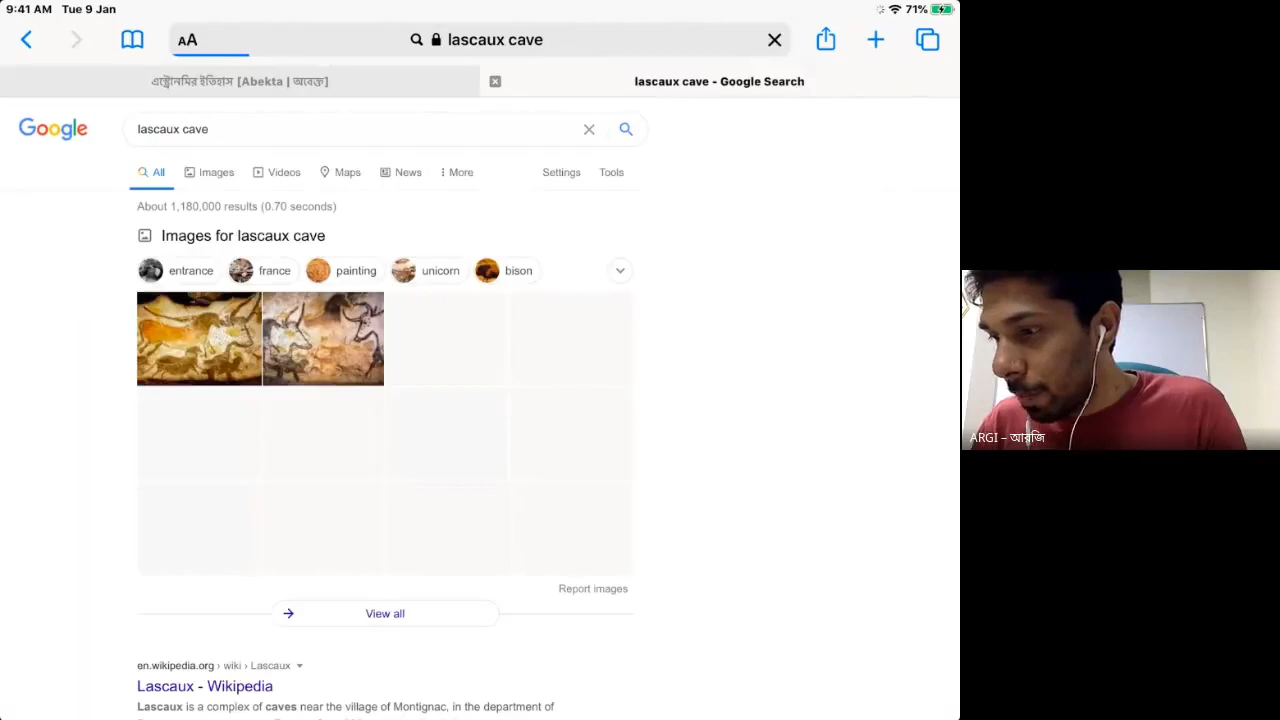 9:41 AM Tue 9 Jan
71%
AA
lascaux cave
এস্ট্রোনমির ইতিহাস [Abekta | অবেক্ত]
lascaux cave - Google Search
Google
lascaux cave
All Images Videos Maps News More Settings Tools
About 1,180,000 results (0.70 seconds)
Images for lascaux cave
entrance france painting unicorn bison
Report images
View all
en.wikipedia.org › wiki › Lascaux
Lascaux - Wikipedia
Lascaux is a complex of caves near the village of Montignac, in the department of
ARGI – আরজি